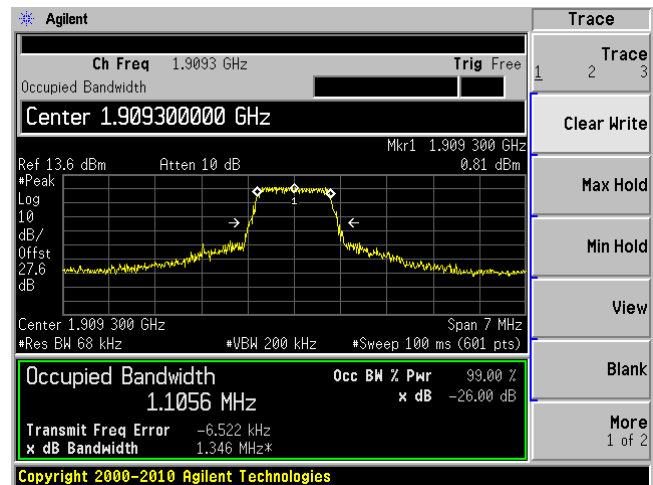 Agilent
Trace
Ch Freq 1.9093 GHz Trig Free
Occupied Bandwidth
Center 1.909300000 GHz
Mkr1 1.909 300 GHz
Ref 13.6 dBm Atten 10 dB 0.81 dBm
#Peak
Log
10
dB/
Offst
27.6
dB
1
Center 1.909 300 GHz Span 7 MHz
#Res BW 68 kHz #VBW 200 kHz #Sweep 100 ms (601 pts)
Occupied Bandwidth Occ BW % Pwr 99.00 %
1.1056 MHz x dB -26.00 dB
Transmit Freq Error -6.522 kHz
x dB Bandwidth 1.346 MHz*
Copyright 2000-2010 Agilent Technologies
Trace
1 2 3
Clear Write
Max Hold
Min Hold
View
Blank
More
1 of 2